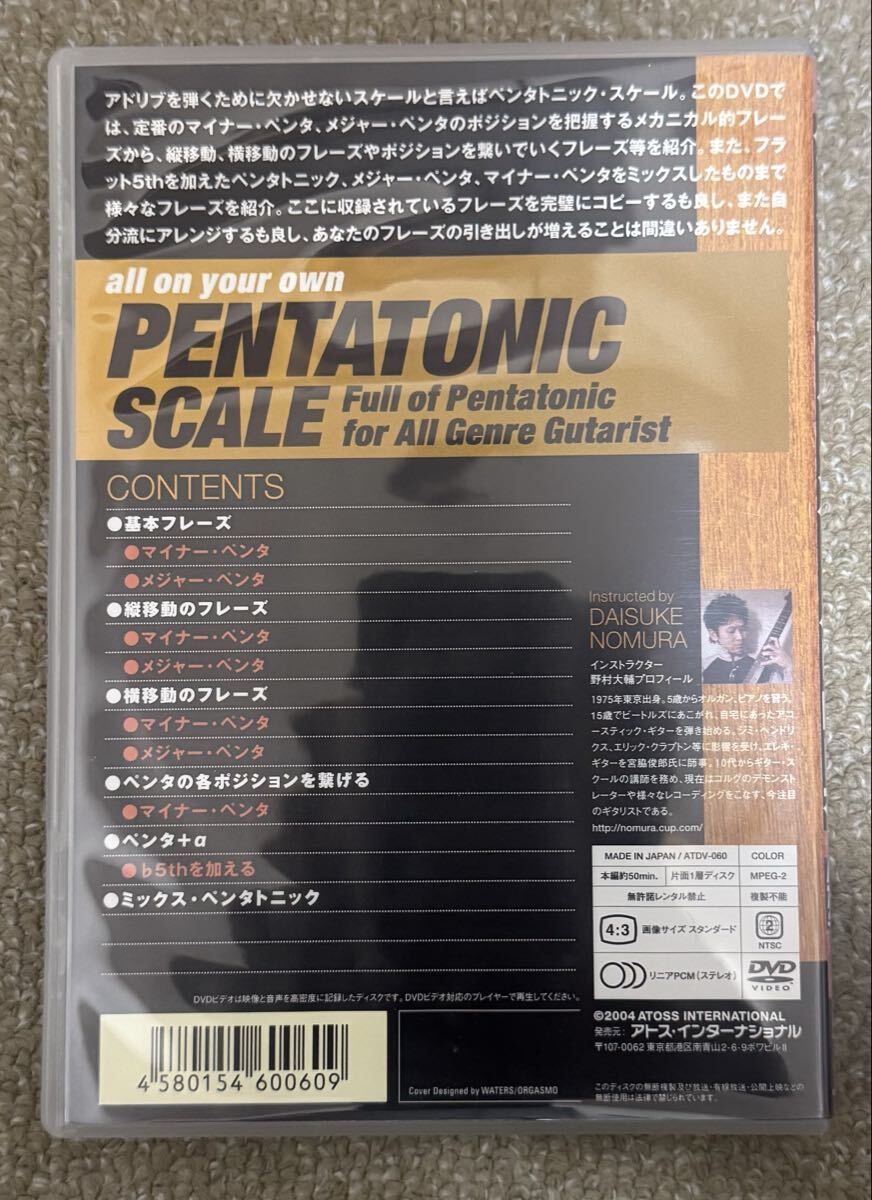 アドリブを弾くために欠かせないスケールと言えばペンタトニック・スケール。このDVDで
は、定番のマイナー・ペンタ、メジャー・ペンタのポジションを把握するメカニカル的フレー
ズから、縦移動、横移動のフレーズやポジションを繋いでいくフレーズ等を紹介。また、フラ
ット5thを加えたペンタトニック、メジャー・ペンタ、マイナー・ペンタをミックスしたものまで
様々なフレーズを紹介。ここに収録されているフレーズを完璧にコピーするも良し、また自
分流にアレンジするも良し、あなたのフレーズの引き出しが増えることは間違いありません。
all on your own
PENTATONIC
SCALE Full of Pentatonic
for All Genre Gutarist
CONTENTS
●基本フレーズ
●マイナー・ペンタ
●メジャー・ペンタ
●縦移動のフレーズ
●マイナー・ペンタ
●メジャー・ペンタ
●横移動のフレーズ
●マイナー・ペンタ
●メジャー・ペンタ
●ペンタの各ポジションを繋げる
●マイナー・ペンタ
●ペンタ+α
●♭5thを加える
●ミックス・ペンタトニック
Instructed by
DAISUKE
NOMURA
インストラクター
野村大輔プロフィール
1975年東京出身。5歳からオルガン、ピアノを習う。
15歳でビートルズにあこがれ、自宅にあったアコ
ースティック・ギターを弾き始める。ジミ・ヘンドリ
クス、エリック・クラプトン等に影響を受け、エレキ・
ギターを宮脇俊郎氏に師事。10代からギター・ス
クールの講師を務め、現在はコルグのデモンスト
レーターや様々なレコーディングをこなす、今注目
のギタリストである。
http://nomura.cup.com/
MADE IN JAPAN / ATDV-060 COLOR
本編約50min. 片面1層ディスク MPEG-2
無許諾レンタル禁止 複製不能
4:3 画像サイズ スタンダード 2 NTSC
リニアPCM(ステレオ) DVD VIDEO
DVDビデオは映像と音声を高密度に記録したディスクです。DVDビデオ対応のプレイヤーで再生してください。
©2004 ATOSS INTERNATIONAL
発売元:アトス・インターナショナル
〒107-0062 東京都港区南青山2-6-9ボワビルⅡ
4 580154 600609
Cover Designed by WATERS/ORGASMO
このディスクの無断複製及び放送・有線放送・公開上映などの
無断使用は法律で禁じられています。